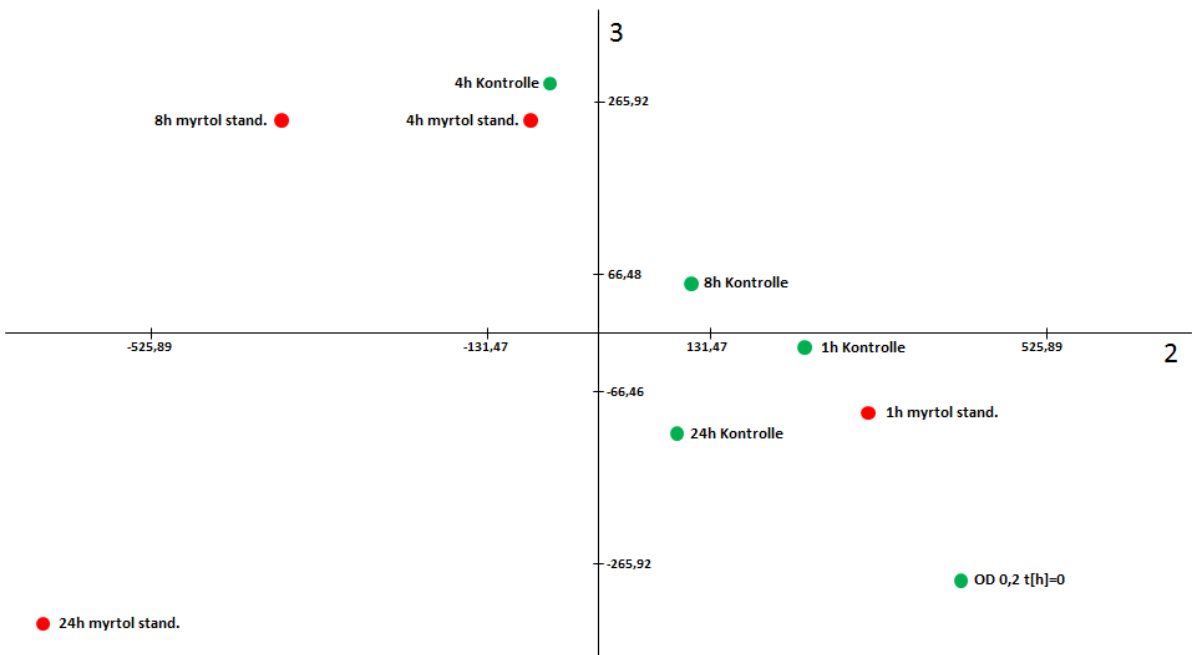 3
4h Kontrolle
265,92
8h myrtol stand.
4h myrtol stand.
66,48
8h Kontrolle
-525,89
-131,47
131,47
525,89
1h Kontrolle
2
-66,46
1h myrtol stand.
24h Kontrolle
-265,92
OD 0,2 t[h]=0
24h myrtol stand.